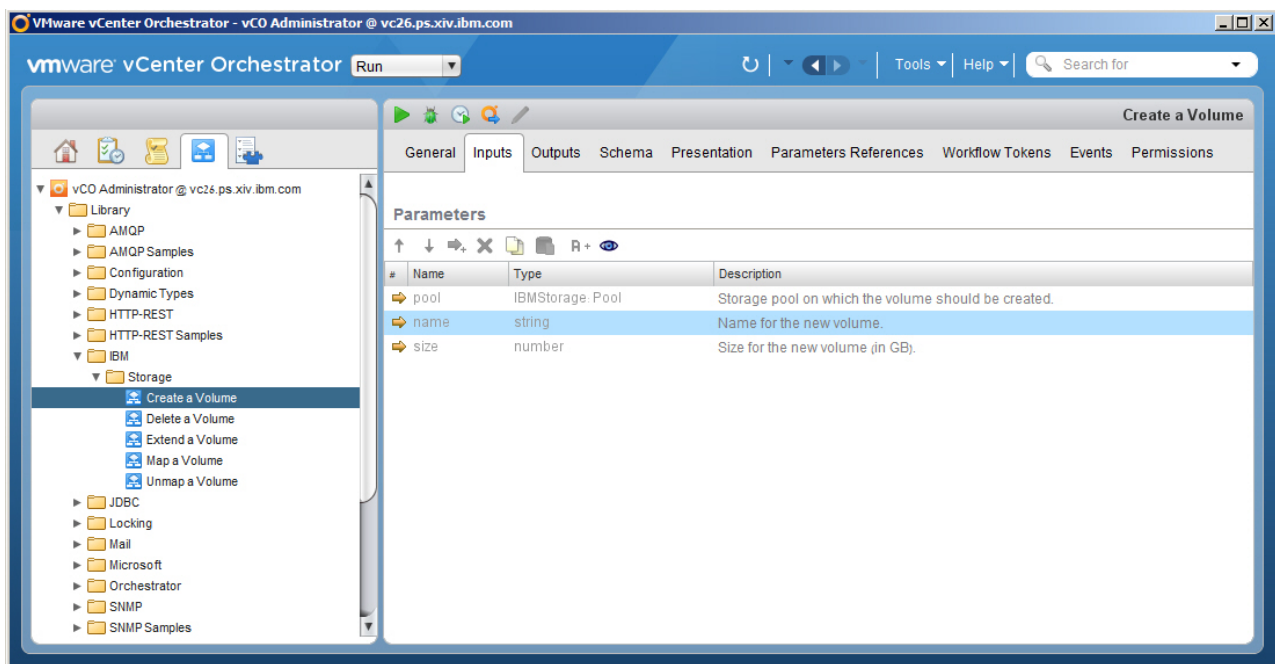 VMware vCenter Orchestrator - vCO Administrator @ vc26.ps.xiv.ibm.com
vmware vCenter Orchestrator Run
Tools Help Search for
Create a Volume
General Inputs Outputs Schema Presentation Parameters References Workflow Tokens Events Permissions
vCO Administrator @ vc26.ps.xiv.ibm.com
Library
AMQP
AMQP Samples
Configuration
Dynamic Types
HTTP-REST
HTTP-REST Samples
IBM
Storage
Create a Volume
Delete a Volume
Extend a Volume
Map a Volume
Unmap a Volume
JDBC
Locking
Mail
Microsoft
Orchestrator
SNMP
SNMP Samples
Parameters
A+
# Name Type Description
pool IBMStorage:Pool Storage pool on which the volume should be created.
name string Name for the new volume.
size number Size for the new volume (in GB).